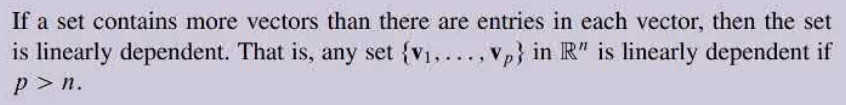 If a set contains more vectors than there are entries in each vector, then the set
is linearly dependent. That is, any set {v₁, . . . , vₚ} in ℝⁿ is linearly dependent if
p > n.